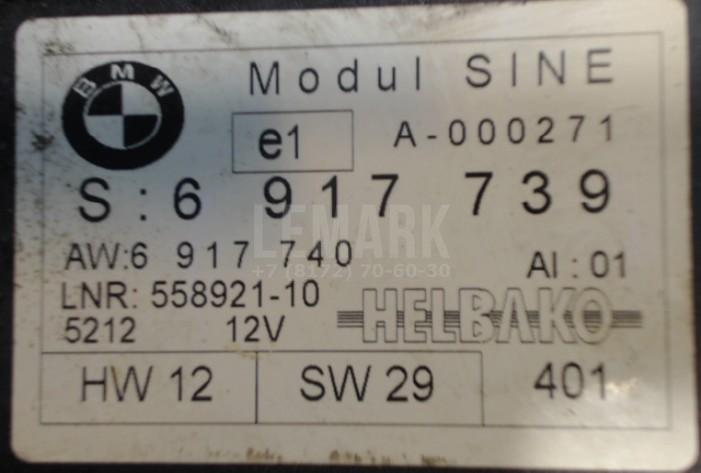 BMW
Modul SINE
e1
A-000271
S:6 917 739
LEMARK
+7 (8172) 70-60-30
AW:6 917 740
AI:01
LNR: 558921-10
HELBAKO
5212 12V
HW 12
SW 29
401